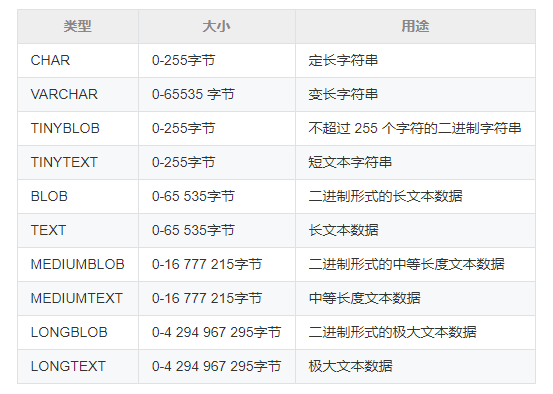 类型 大小 用途
CHAR 0-255字节 定长字符串
VARCHAR 0-65535 字节 变长字符串
TINYBLOB 0-255字节 不超过 255 个字符的二进制字符串
TINYTEXT 0-255字节 短文本字符串
BLOB 0-65 535字节 二进制形式的长文本数据
TEXT 0-65 535字节 长文本数据
MEDIUMBLOB 0-16 777 215字节 二进制形式的中等长度文本数据
MEDIUMTEXT 0-16 777 215字节 中等长度文本数据
LONGBLOB 0-4 294 967 295字节 二进制形式的极大文本数据
LONGTEXT 0-4 294 967 295字节 极大文本数据